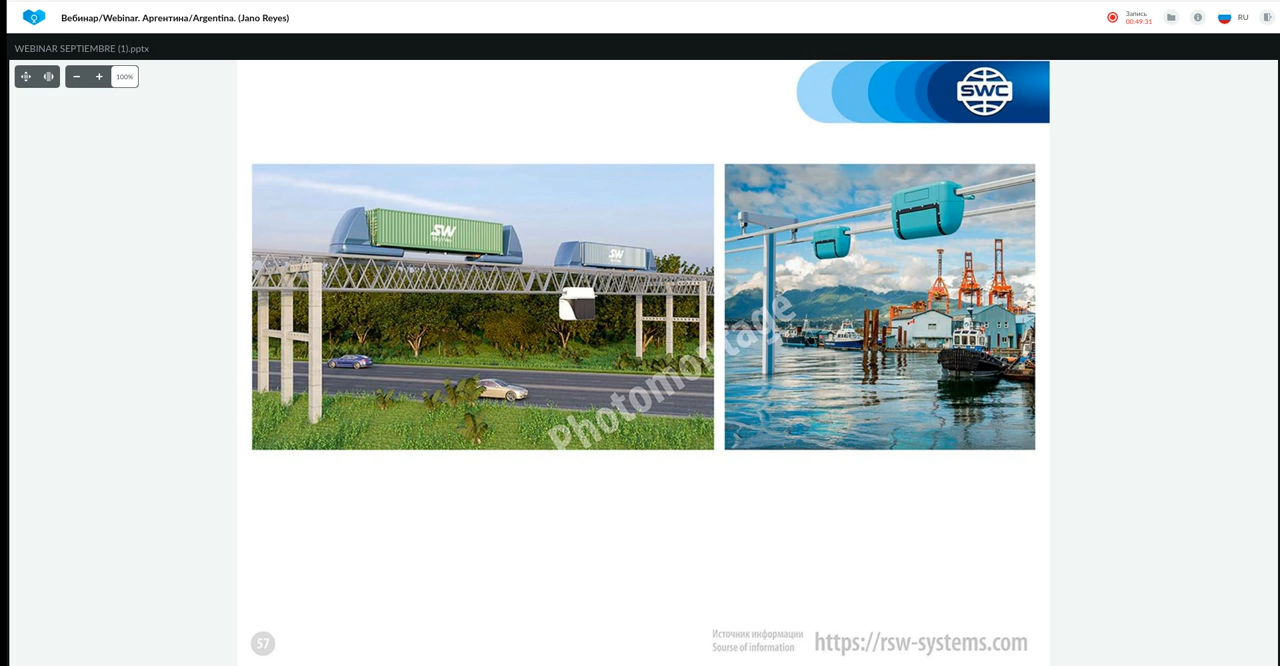 Вебинар/Webinar. Аргентина/Argentina. (Jano Reyes)
Запись
00:49:31
RU
WEBINAR SEPTIEMBRE (1).pptx
100%
SWC
SW
SW
Photomontage
57
Источник информации
Sourse of information
https://rsw-systems.com